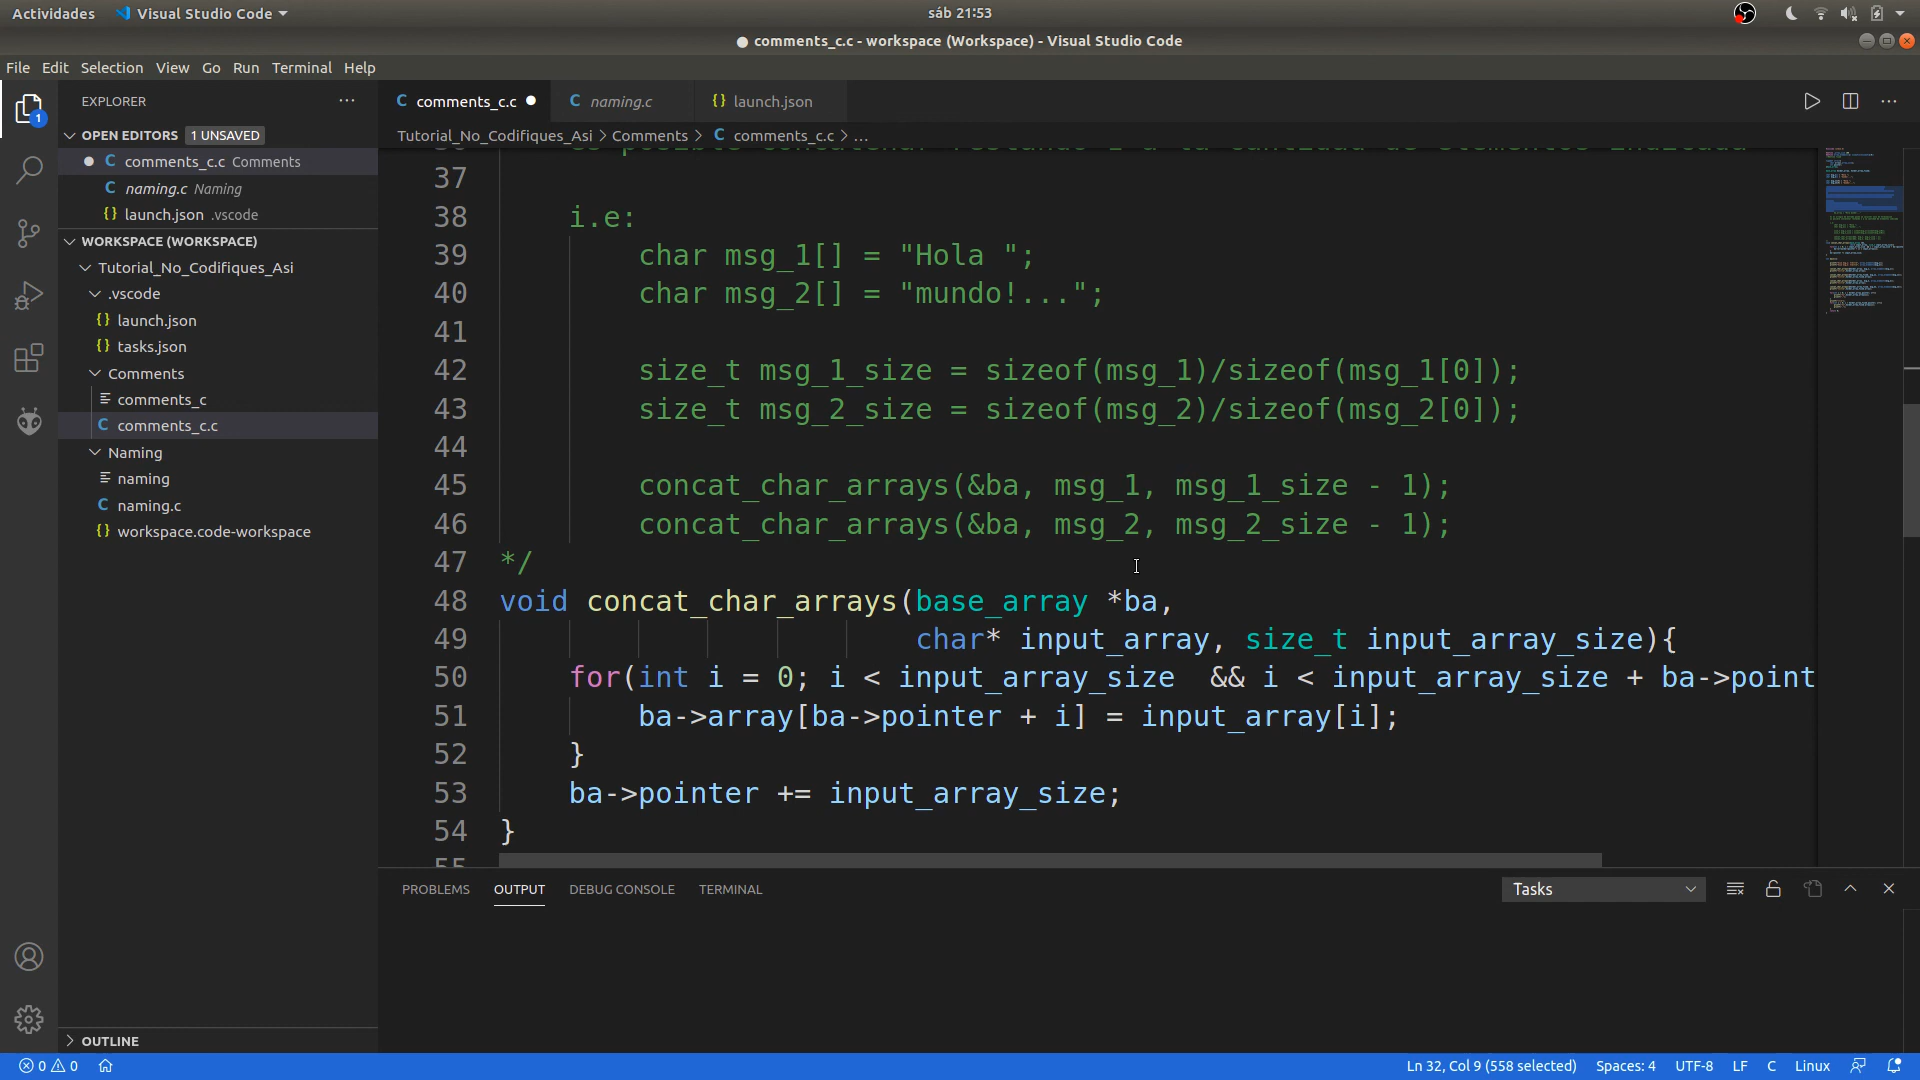 Actividades
Visual Studio Code
sáb 21:53
● comments_c.c - workspace (Workspace) - Visual Studio Code
File Edit Selection View Go Run Terminal Help
EXPLORER
OPEN EDITORS 1 UNSAVED
comments_c.c Comments
naming.c Naming
launch.json .vscode
WORKSPACE (WORKSPACE)
Tutorial_No_Codifiques_Asi
.vscode
launch.json
tasks.json
Comments
comments_c
comments_c.c
Naming
naming
naming.c
workspace.code-workspace
OUTLINE
1
C comments_c.c
C naming.c
launch.json
Tutorial_No_Codifiques_Asi > Comments > C comments_c.c > ...
37
38 i.e:
39 char msg_1[] = "Hola ";
40 char msg_2[] = "mundo!...";
41
42 size_t msg_1_size = sizeof(msg_1)/sizeof(msg_1[0]);
43 size_t msg_2_size = sizeof(msg_2)/sizeof(msg_2[0]);
44
45 concat_char_arrays(&ba, msg_1, msg_1_size - 1);
46 concat_char_arrays(&ba, msg_2, msg_2_size - 1);
47 */
48 void concat_char_arrays(base_array *ba,
49 char* input_array, size_t input_array_size){
50 for(int i = 0; i < input_array_size  && i < input_array_size + ba->point
51 ba->array[ba->pointer + i] = input_array[i];
52 }
53 ba->pointer += input_array_size;
54 }
PROBLEMS OUTPUT DEBUG CONSOLE TERMINAL
Tasks
0 0
Ln 32, Col 9 (558 selected) Spaces: 4 UTF-8 LF C Linux